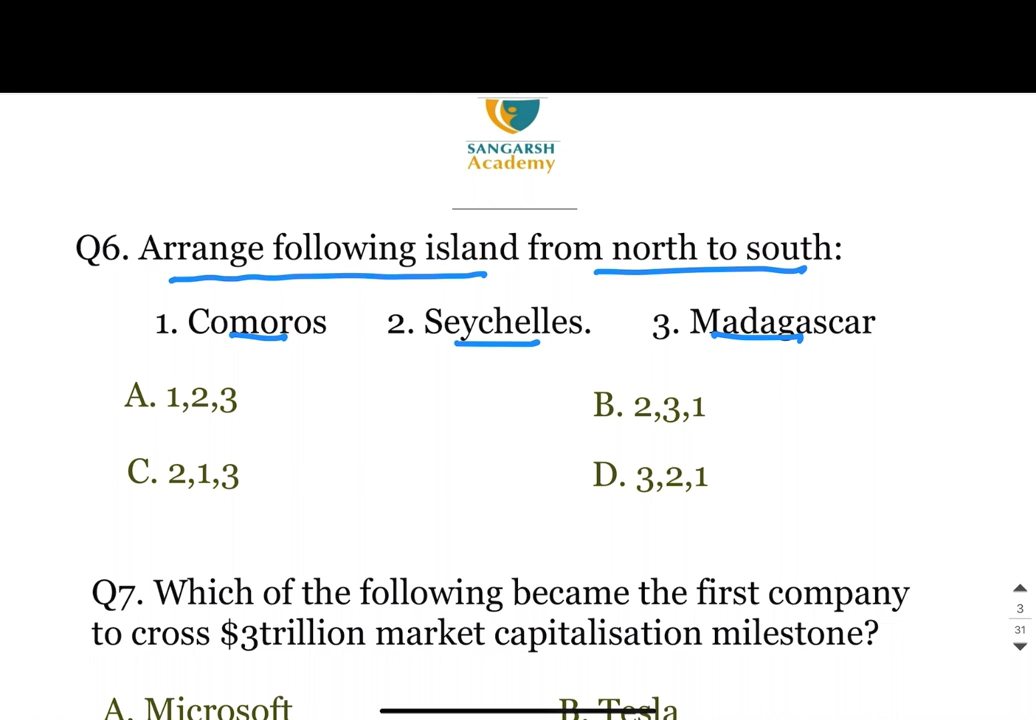 SANGARSH
Academy
Q6. Arrange following island from north to south:
1. Comoros 2. Seychelles. 3. Madagascar
A. 1,2,3 B. 2,3,1
C. 2,1,3 D. 3,2,1
Q7. Which of the following became the first company
to cross $3trillion market capitalisation milestone?
A. Microsoft B. Tesla
3
31